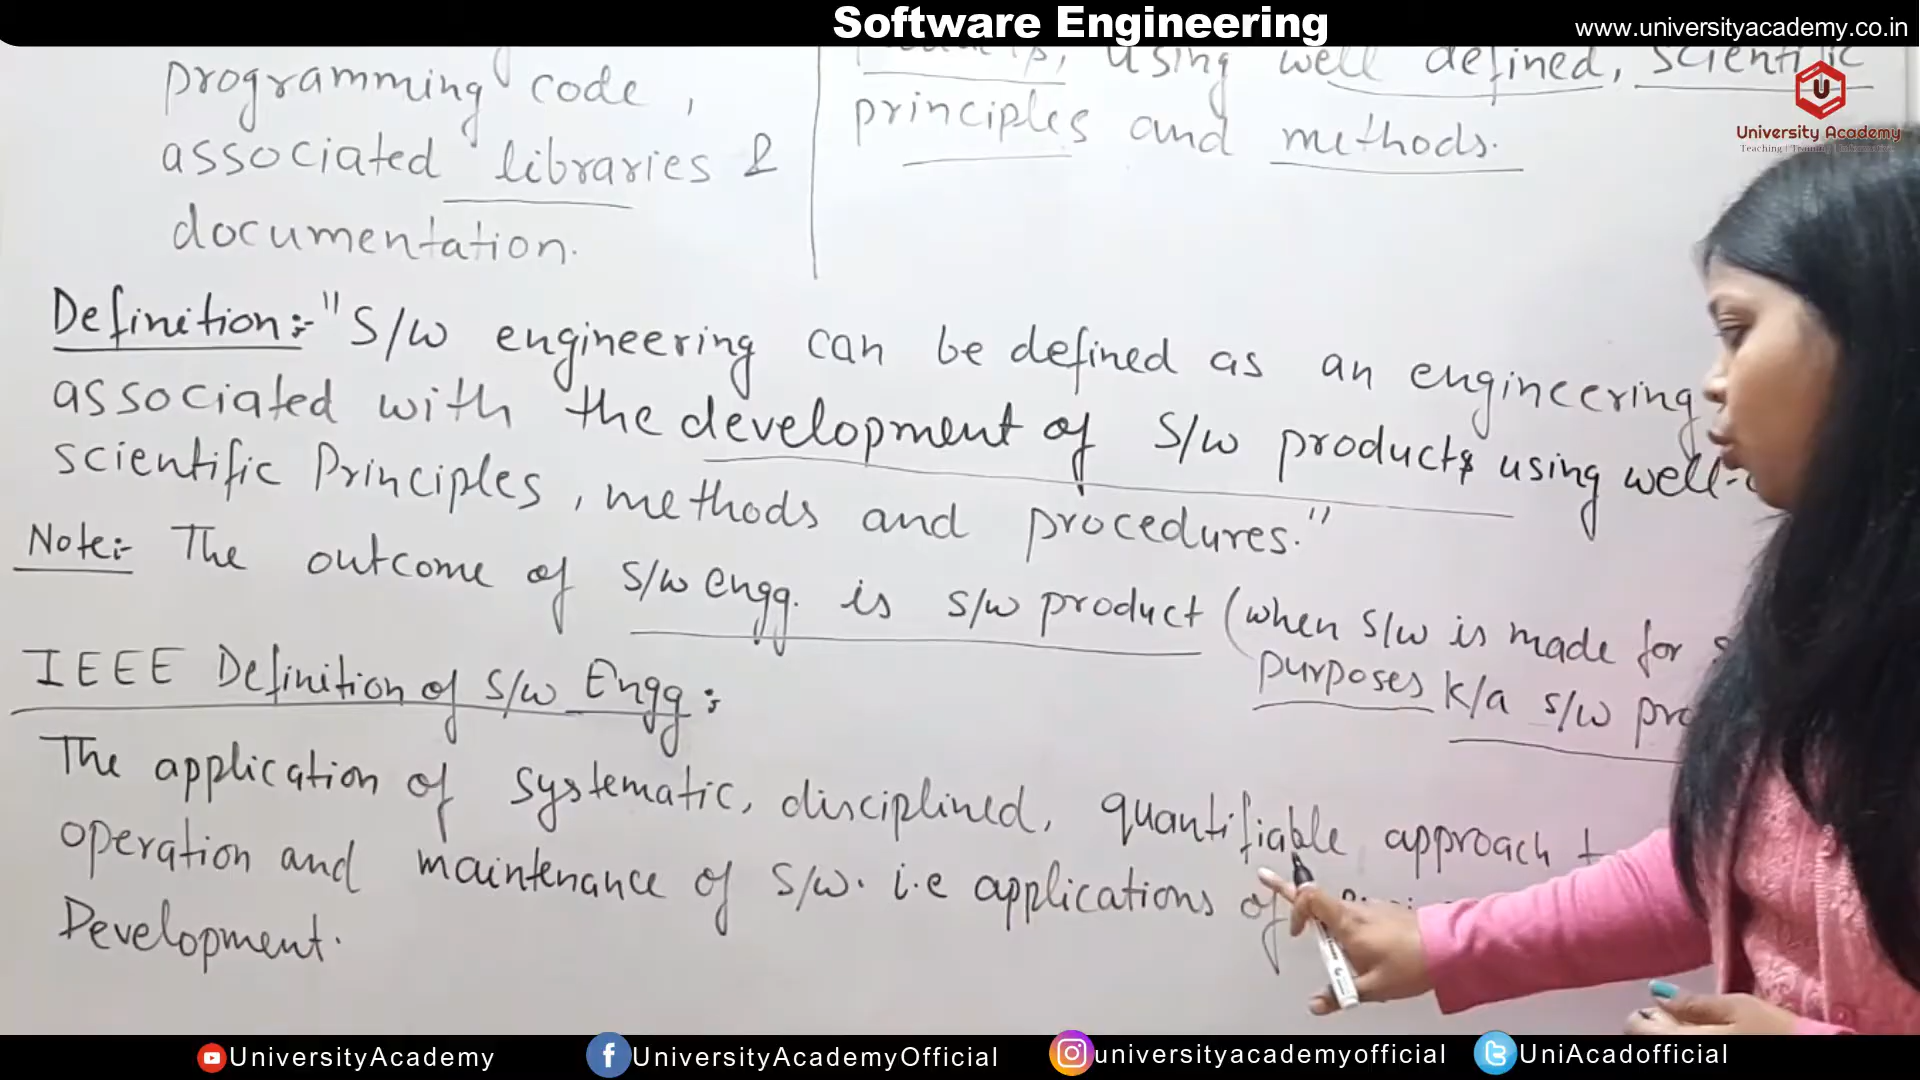 Software Engineering
www.universityacademy.co.in
programming code,
associated libraries &
documentation.
using well defined, scientific
principles and methods.
University Academy
Teaching | Training | Informative
Definition:- "S/W engineering can be defined as an engineering
associated with the development of S/W products using well-
scientific Principles, methods and procedures."
Note:- The outcome of S/W engg. is S/W product (when S/W is made for
purposes k/a S/W
IEEE Definition of S/W Engg:
The application of systematic, disciplined, quantifiable approach
operation and maintenance of S/W. i.e applications of
Development.
UniversityAcademy
UniversityAcademyOfficial
universityacademyofficial
UniAcadofficial